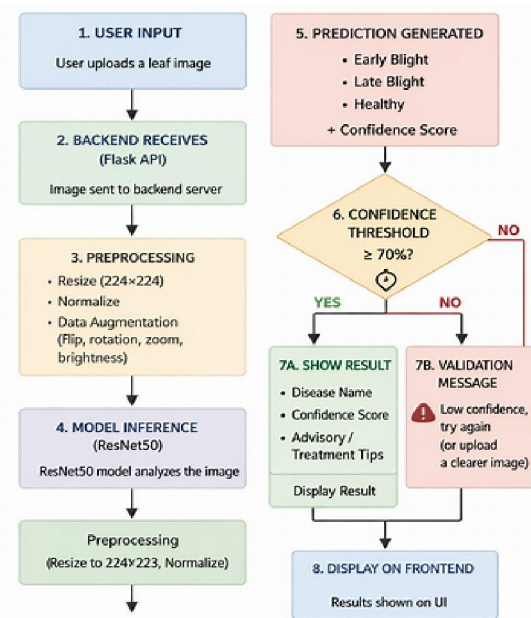 1. USER INPUT
User uploads a leaf image
2. BACKEND RECEIVES
(Flask API)
Image sent to backend server
3. PREPROCESSING
• Resize (224×224)
• Normalize
• Data Augmentation
(Flip, rotation, zoom,
brightness)
4. MODEL INFERENCE
(ResNet50)
ResNet50 model analyzes the image
Preprocessing
(Resize to 224×223, Normalize)
5. PREDICTION GENERATED
• Early Blight
• Late Blight
• Healthy
+ Confidence Score
6. CONFIDENCE
THRESHOLD
≥ 70%?
NO
YES
NO
7A. SHOW RESULT
• Disease Name
• Confidence Score
• Advisory /
Treatment Tips
Display Result
7B. VALIDATION
MESSAGE
Low confidence,
try again
(or upload
a clearer image)
8. DISPLAY ON FRONTEND
Results shown on UI